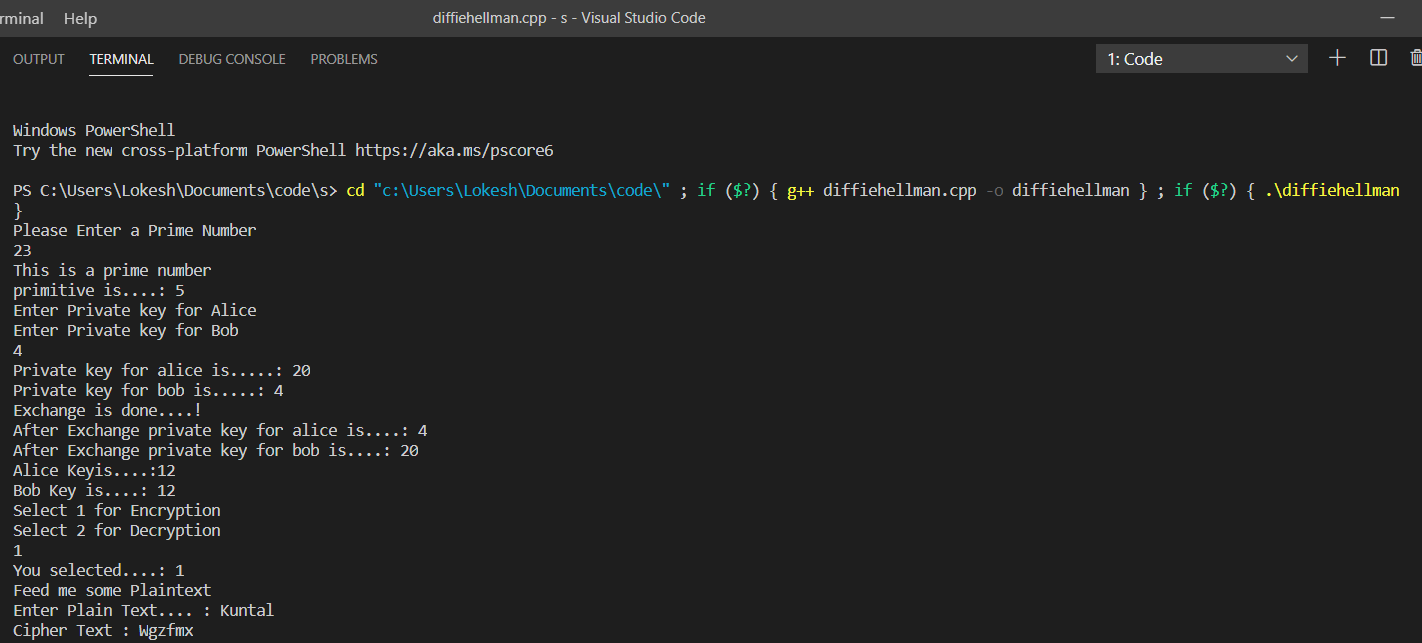 rminal Help diffiehellman.cpp - s - Visual Studio Code
OUTPUT TERMINAL DEBUG CONSOLE PROBLEMS 1: Code
Windows PowerShell
Try the new cross-platform PowerShell https://aka.ms/pscore6
PS C:\Users\Lokesh\Documents\code\s> cd "c:\Users\Lokesh\Documents\code\" ; if ($?) { g++ diffiehellman.cpp -o diffiehellman } ; if ($?) { .\diffiehellman
}
Please Enter a Prime Number
23
This is a prime number
primitive is....: 5
Enter Private key for Alice
Enter Private key for Bob
4
Private key for alice is.....: 20
Private key for bob is.....: 4
Exchange is done....!
After Exchange private key for alice is....: 4
After Exchange private key for bob is....: 20
Alice Keyis....:12
Bob Key is....: 12
Select 1 for Encryption
Select 2 for Decryption
1
You selected....: 1
Feed me some Plaintext
Enter Plain Text.... : Kuntal
Cipher Text : Wgzfmx